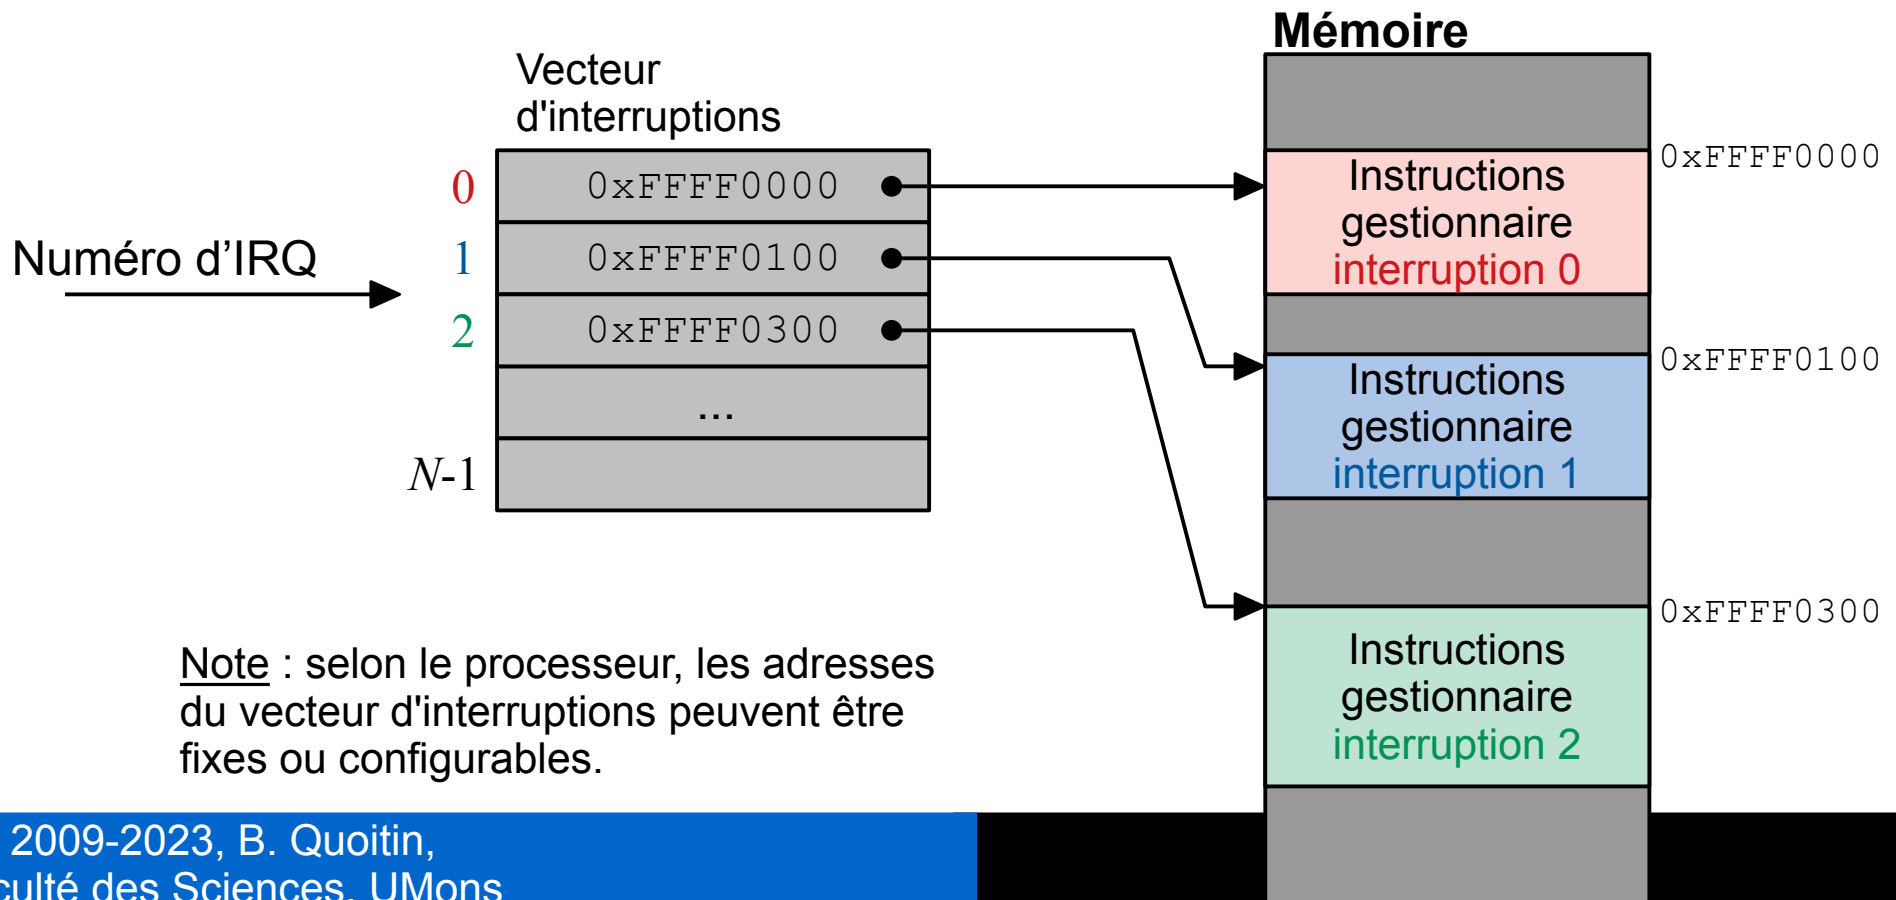 Mémoire
Vecteur
d'interruptions
0xFFFF0000
0 0xFFFF0000
Instructions
gestionnaire
interruption 0
Numéro d’IRQ
1 0xFFFF0100
2 0xFFFF0300
0xFFFF0100
Instructions
gestionnaire
interruption 1
...
N-1
0xFFFF0300
Instructions
gestionnaire
interruption 2
Note : selon le processeur, les adresses
du vecteur d'interruptions peuvent être
fixes ou configurables.
2009-2023, B. Quoitin,
culté des Sciences, UMons